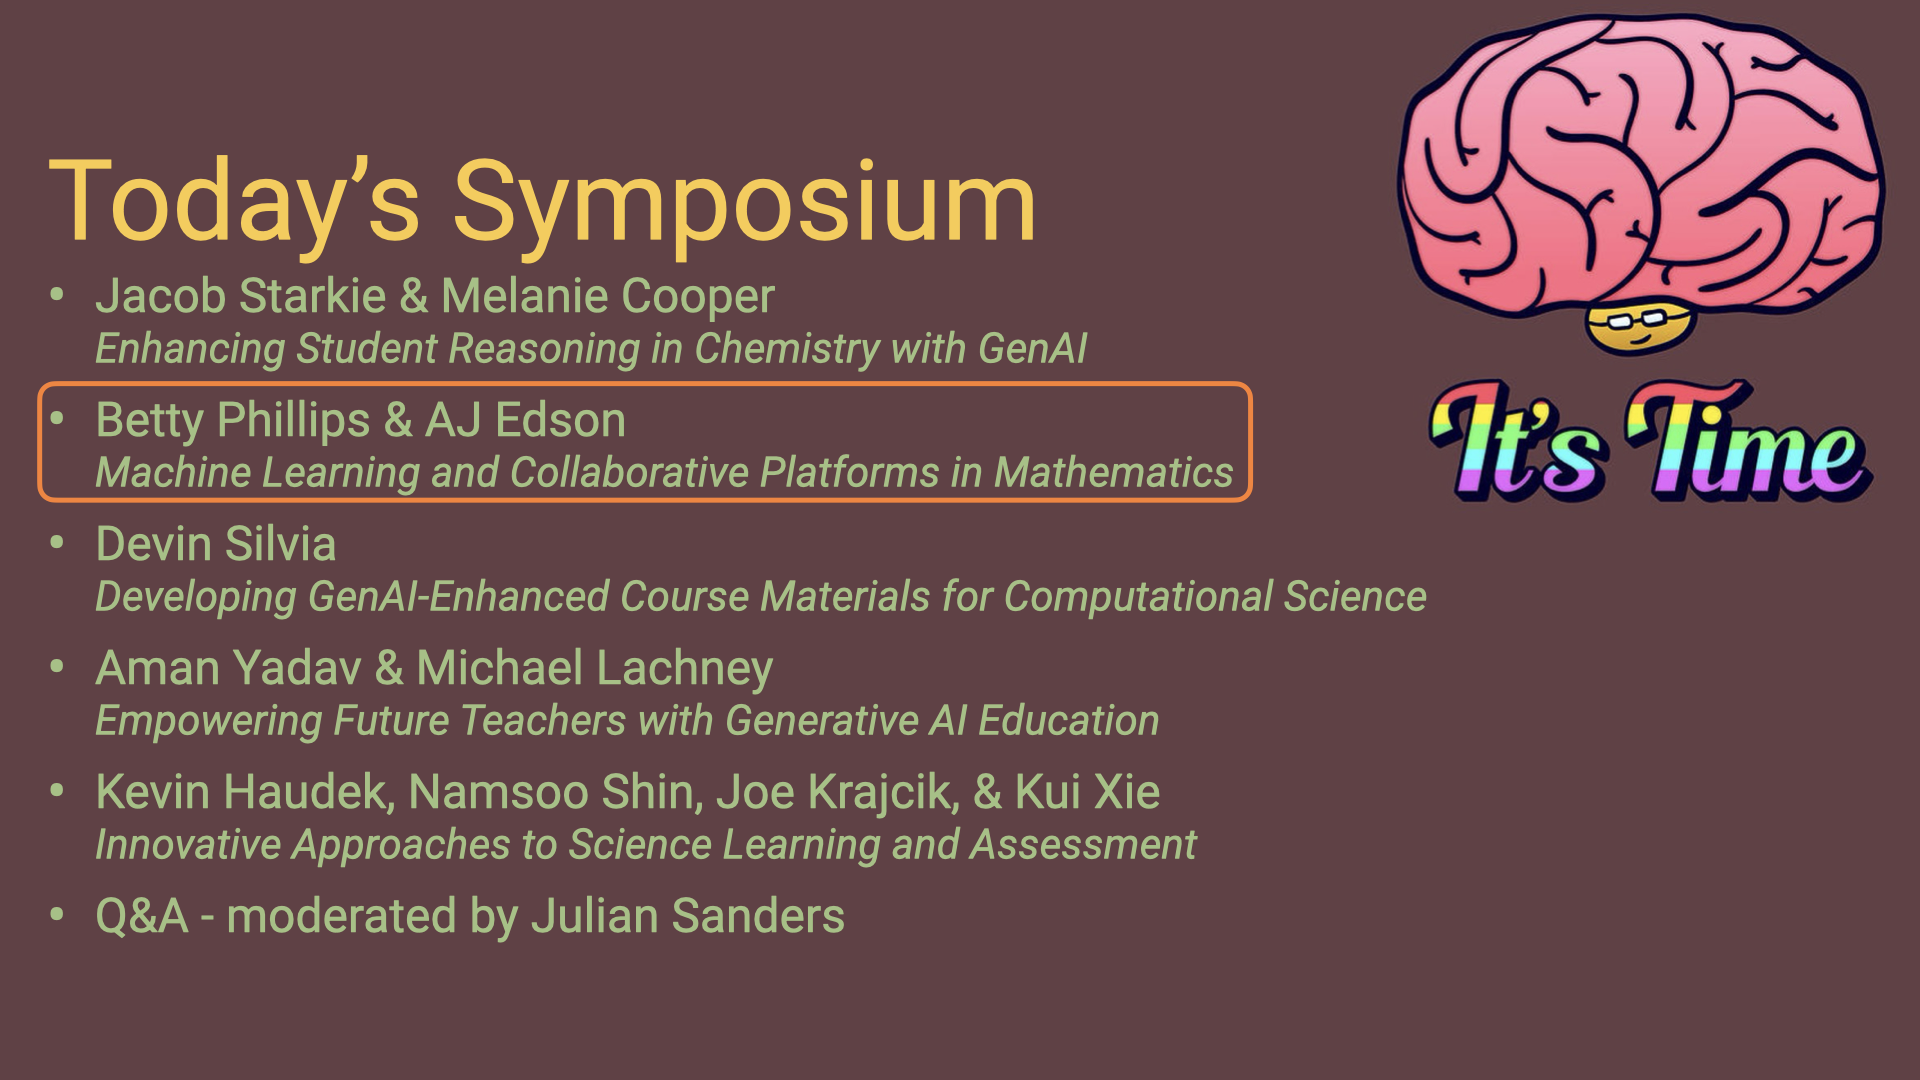 Today’s Symposium
• Jacob Starkie & Melanie Cooper
Enhancing Student Reasoning in Chemistry with GenAI
• Betty Phillips & AJ Edson
Machine Learning and Collaborative Platforms in Mathematics
• Devin Silvia
Developing GenAI-Enhanced Course Materials for Computational Science
• Aman Yadav & Michael Lachney
Empowering Future Teachers with Generative AI Education
• Kevin Haudek, Namsoo Shin, Joe Krajcik, & Kui Xie
Innovative Approaches to Science Learning and Assessment
• Q&A - moderated by Julian Sanders
It’s Time